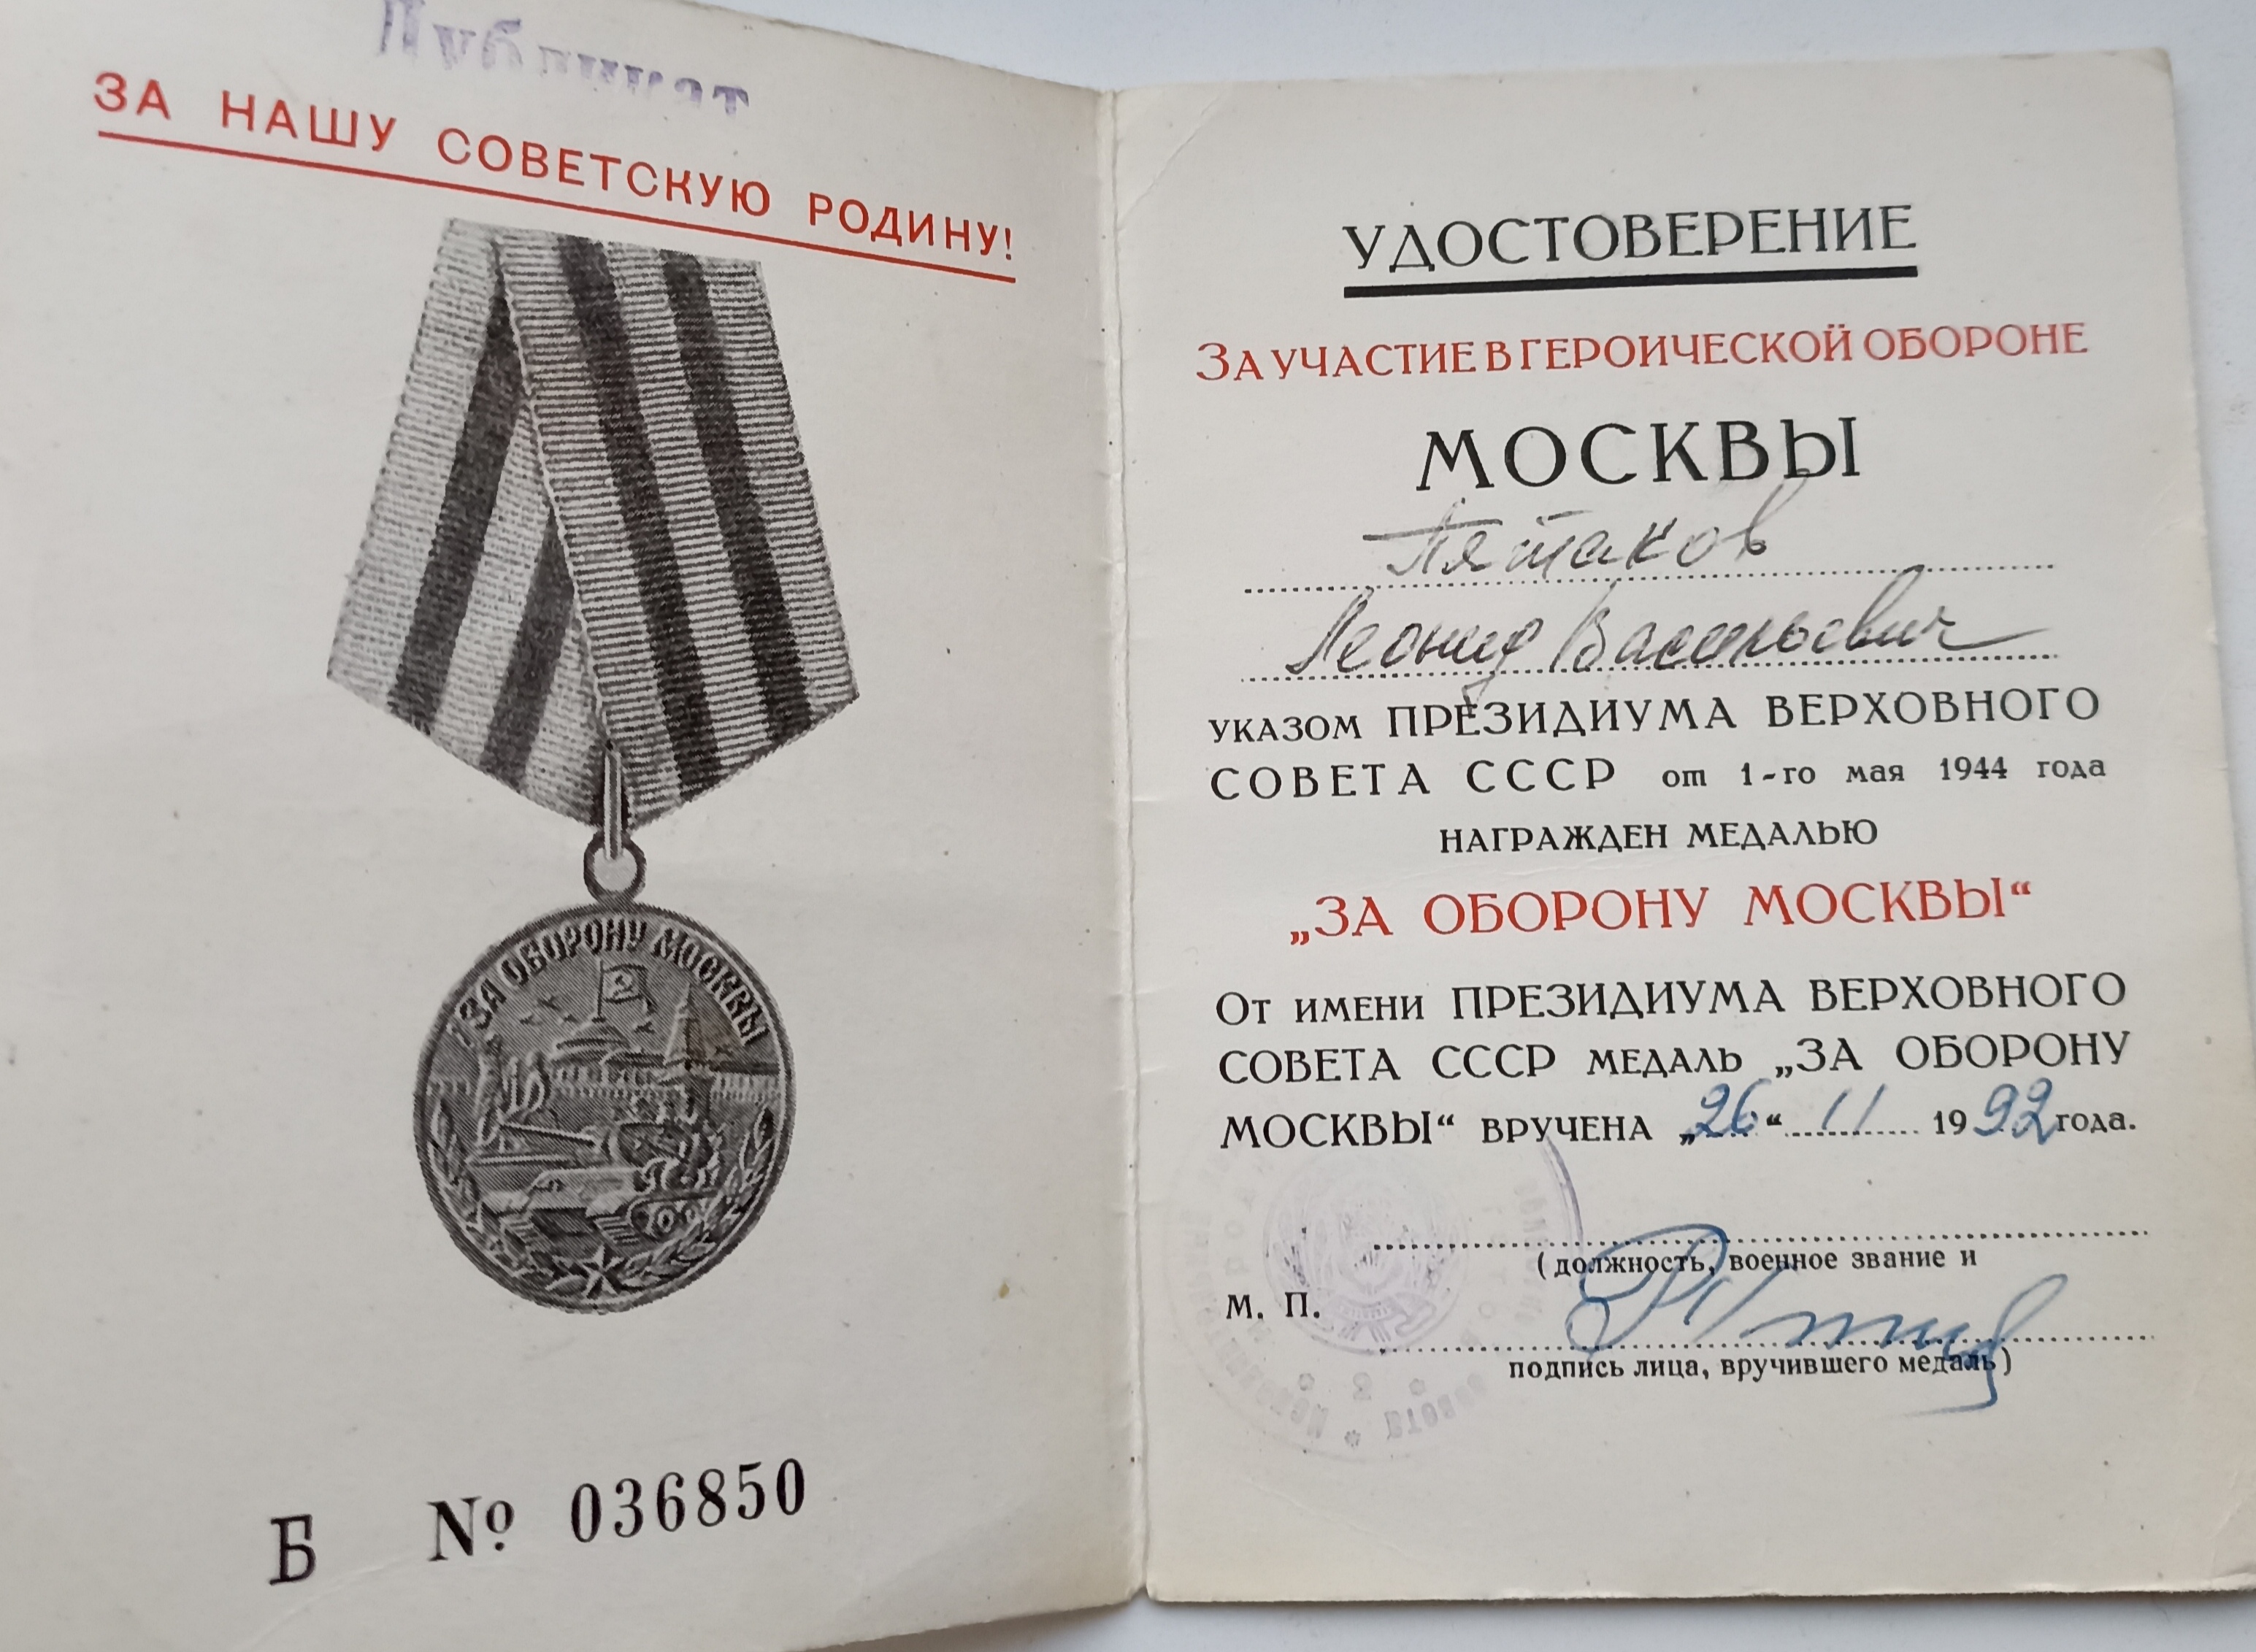 Дубликат
ЗА НАШУ СОВЕТСКУЮ РОДИНУ!
ЗА ОБОРОНУ МОСКВЫ
Б № 036850
УДОСТОВЕРЕНИЕ
ЗА УЧАСТИЕ В ГЕРОИЧЕСКОЙ ОБОРОНЕ
МОСКВЫ
Пятаков
Леонид Васильевич
УКАЗОМ ПРЕЗИДИУМА ВЕРХОВНОГО
СОВЕТА СССР от 1-го мая 1944 года
НАГРАЖДЕН МЕДАЛЬЮ
„ЗА ОБОРОНУ МОСКВЫ“
ОТ ИМЕНИ ПРЕЗИДИУМА ВЕРХОВНОГО
СОВЕТА СССР МЕДАЛЬ „ЗА ОБОРОНУ
МОСКВЫ“ ВРУЧЕНА „26“ 11 1992 года.
(должность, военное звание и
М. П.
подпись лица, вручившего медаль)